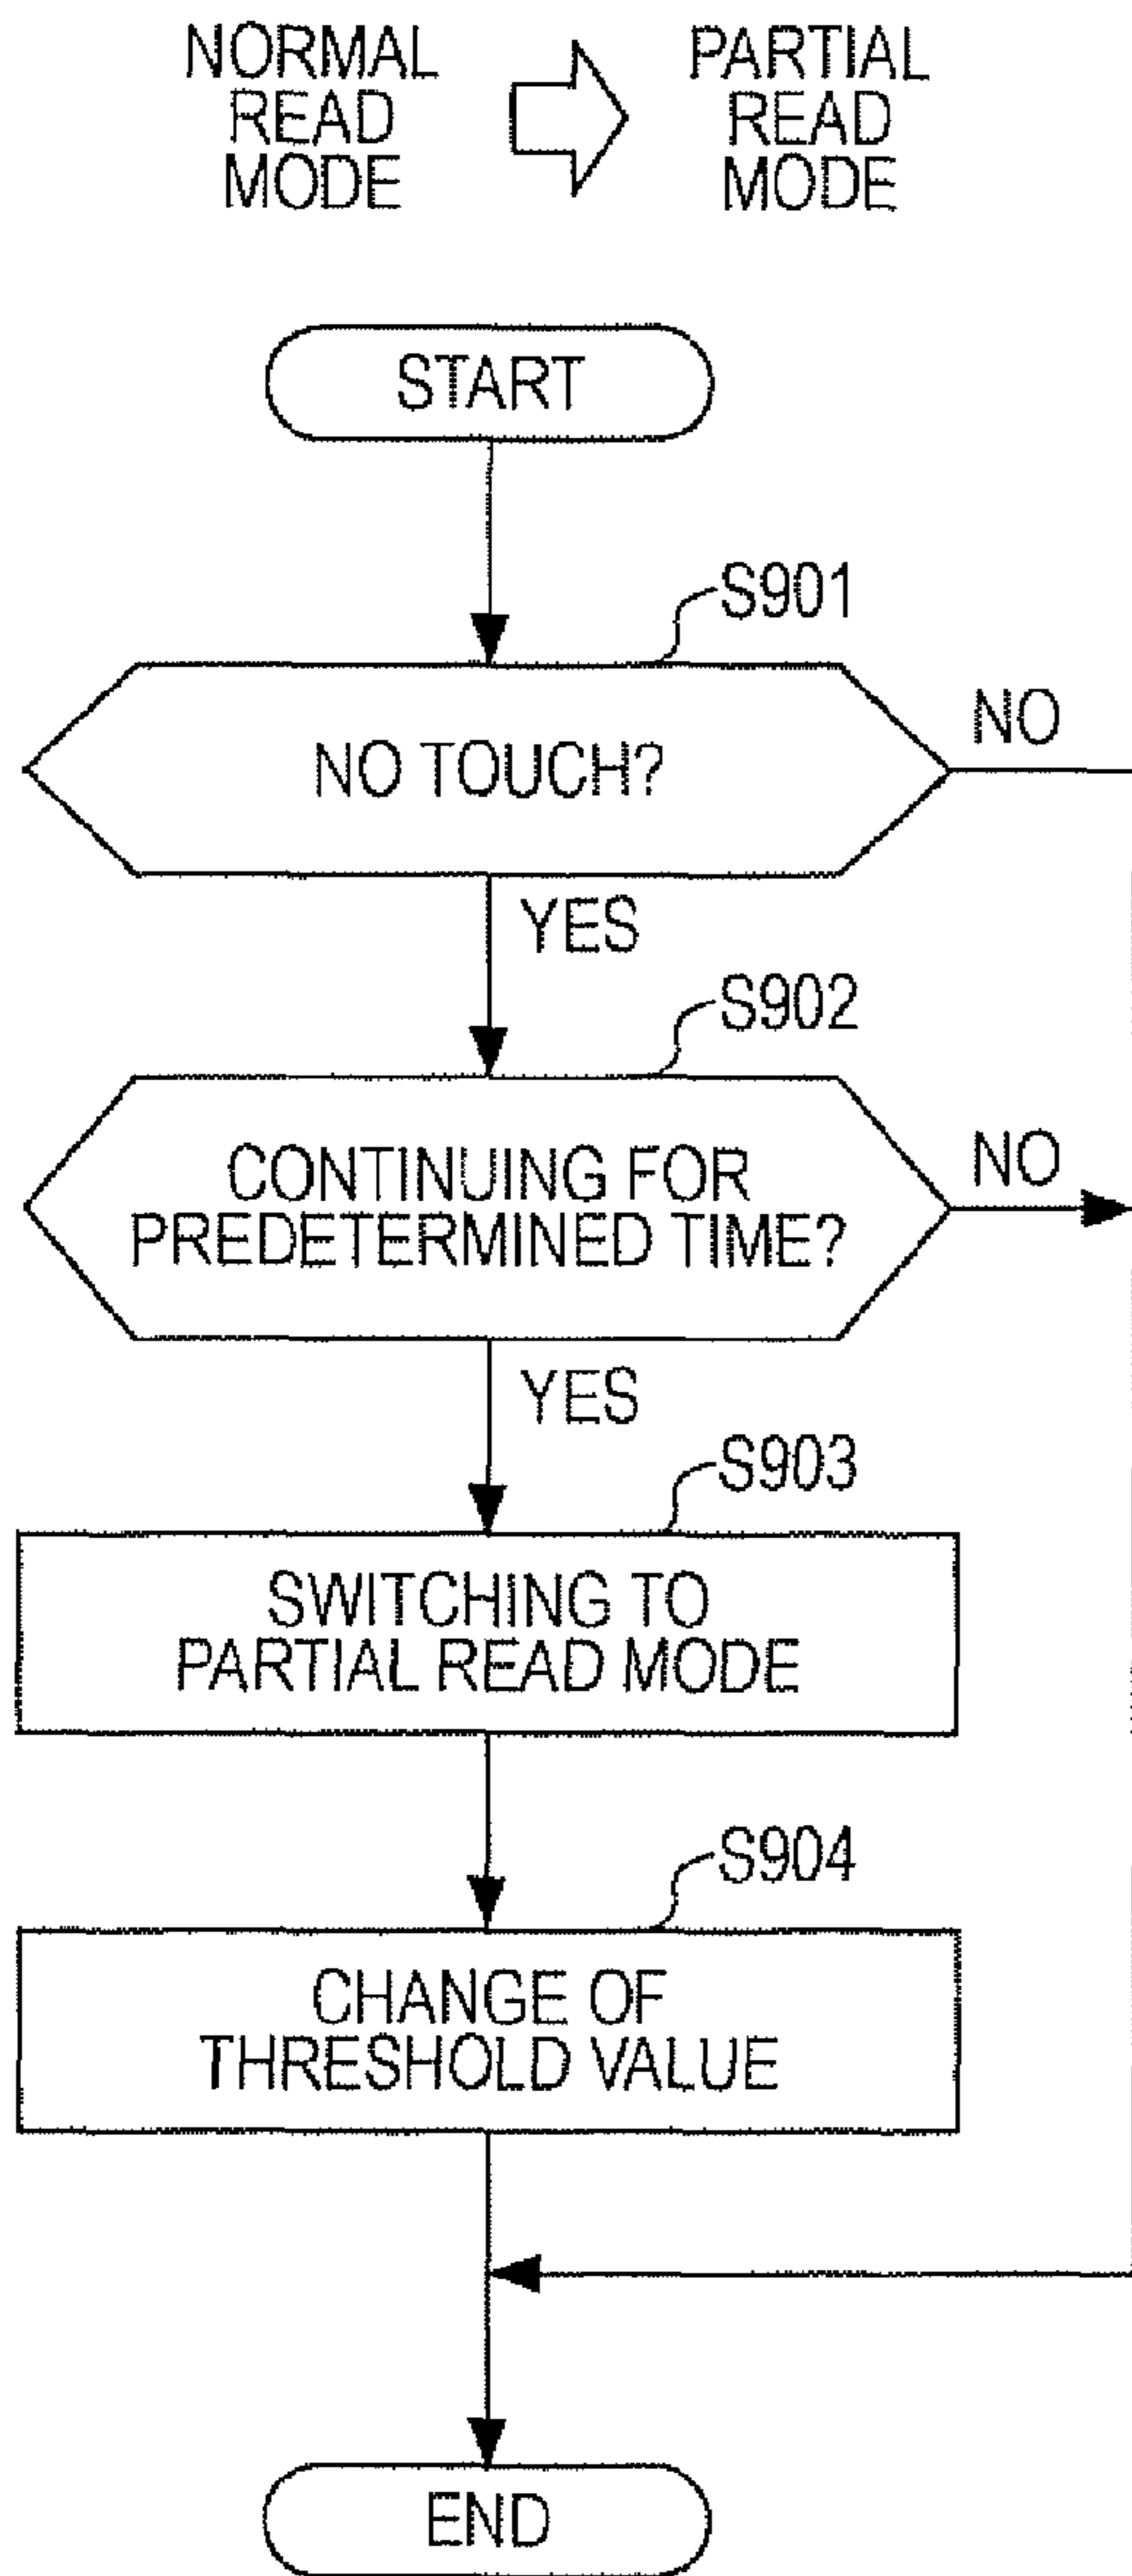 NORMAL
READ
MODE
PARTIAL
READ
MODE
START
S901
NO TOUCH?
NO
YES
S902
CONTINUING FOR
PREDETERMINED TIME?
NO
YES
S903
SWITCHING TO
PARTIAL READ MODE
S904
CHANGE OF
THRESHOLD VALUE
END